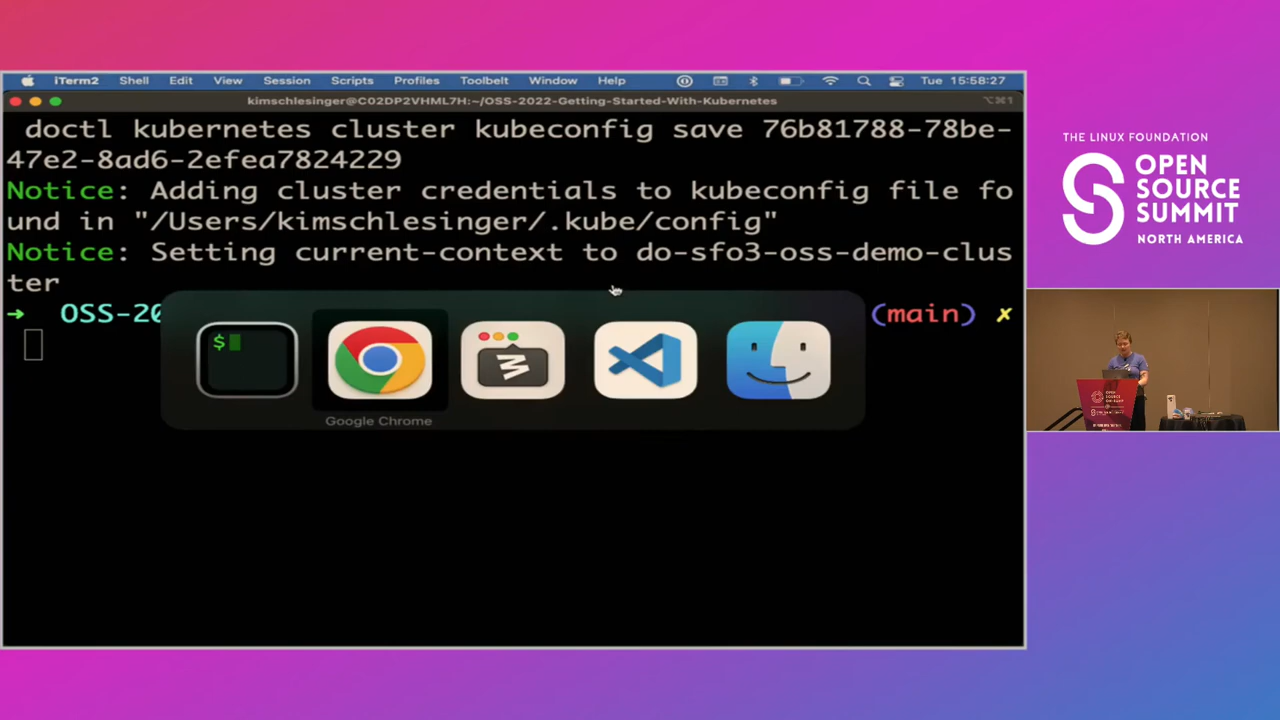 iTerm2 Shell Edit View Session Scripts Profiles Toolbelt Window Help Tue 15:58:27
kimschlesinger@C02DP2VHML7H:~/OSS-2022-Getting-Started-With-Kubernetes ⌥⌘1
doctl kubernetes cluster kubeconfig save 76b81788-78be-
47e2-8ad6-2efea7824229
Notice: Adding cluster credentials to kubeconfig file fo
und in "/Users/kimschlesinger/.kube/config"
Notice: Setting current-context to do-sfo3-oss-demo-clus
ter
➜ OSS-20 (main) ✗
$
Google Chrome
THE LINUX FOUNDATION
OPEN
SOURCE
SUMMIT
NORTH AMERICA